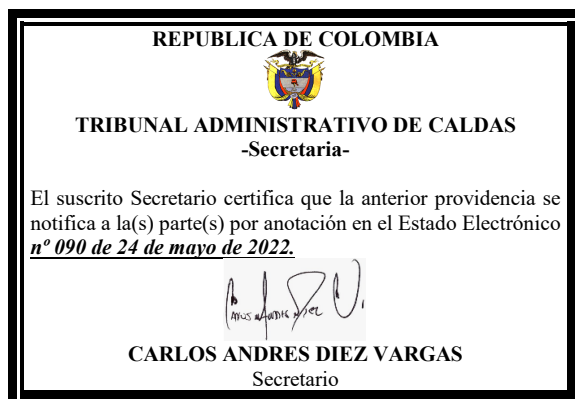 REPUBLICA DE COLOMBIA
TRIBUNAL ADMINISTRATIVO DE CALDAS
-Secretaria-
El suscrito Secretario certifica que la anterior providencia se
notifica a la(s) parte(s) por anotación en el Estado Electrónico
nº 090 de 24 de mayo de 2022.
CARLOS ANDRES DIEZ VARGAS
Secretario